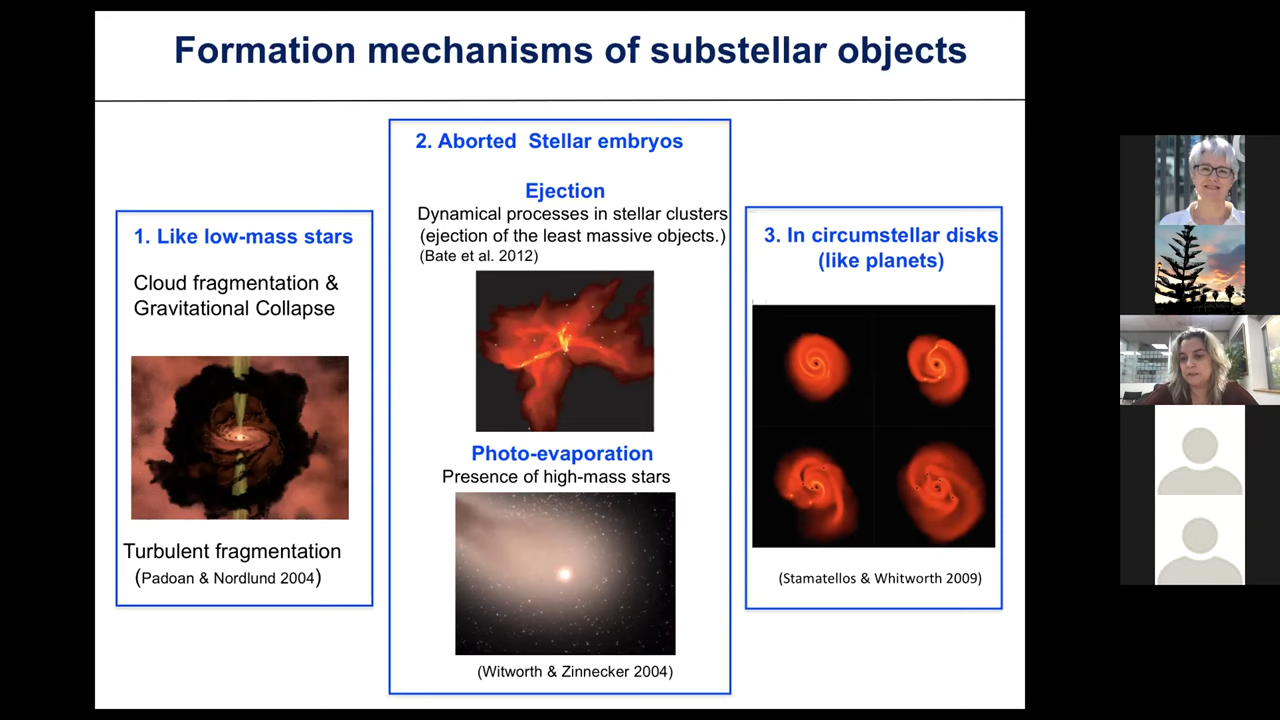 Formation mechanisms of substellar objects
1. Like low-mass stars
Cloud fragmentation &
Gravitational Collapse
Turbulent fragmentation
(Padoan & Nordlund 2004)
2. Aborted Stellar embryos
Ejection
Dynamical processes in stellar clusters
(ejection of the least massive objects.)
(Bate et al. 2012)
Photo-evaporation
Presence of high-mass stars
(Witworth & Zinnecker 2004)
3. In circumstellar disks
(like planets)
(Stamatellos & Whitworth 2009)